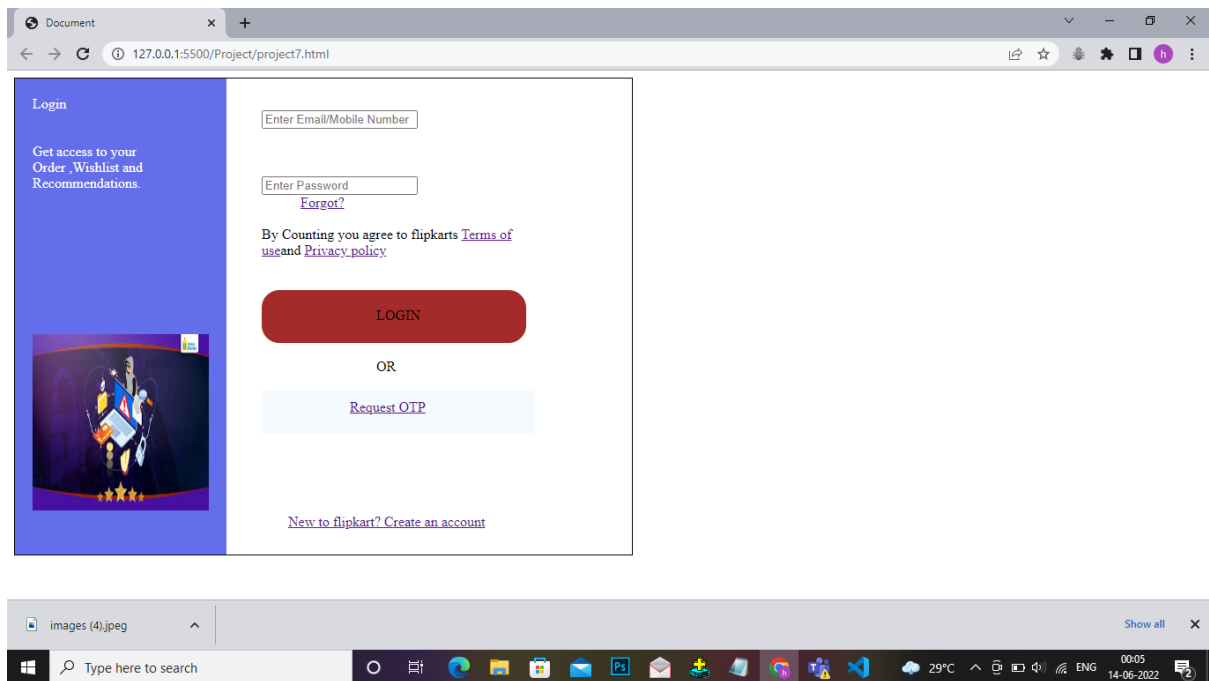 Document
127.0.0.1:5500/Project/project7.html
h
Login
Get access to your
Order ,Wishlist and
Recommendations.
Enter Email/Mobile Number
Enter Password
Forgot?
By Counting you agree to flipkarts Terms of
useand Privacy policy
LOGIN
OR
Request OTP
New to flipkart? Create an account
images (4).jpeg
Show all
Type here to search
Ps
29°C
ENG
00:05
14-06-2022
2